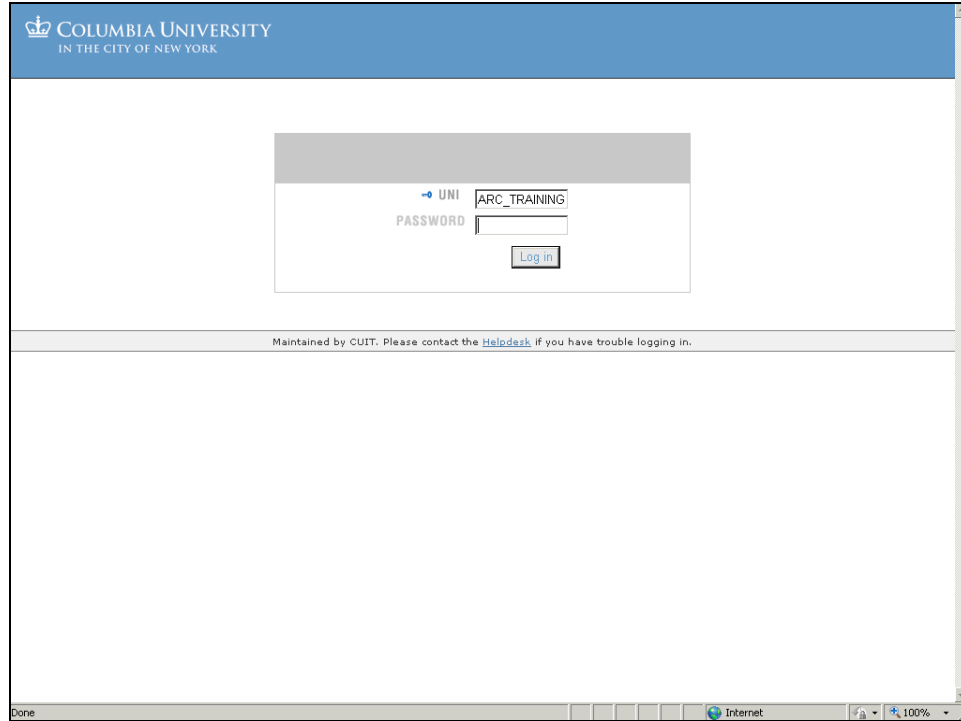 COLUMBIA UNIVERSITY
IN THE CITY OF NEW YORK
UNI ARC_TRAINING
PASSWORD
Log in
Maintained by CUIT. Please contact the Helpdesk if you have trouble logging in.
Done Internet 100%